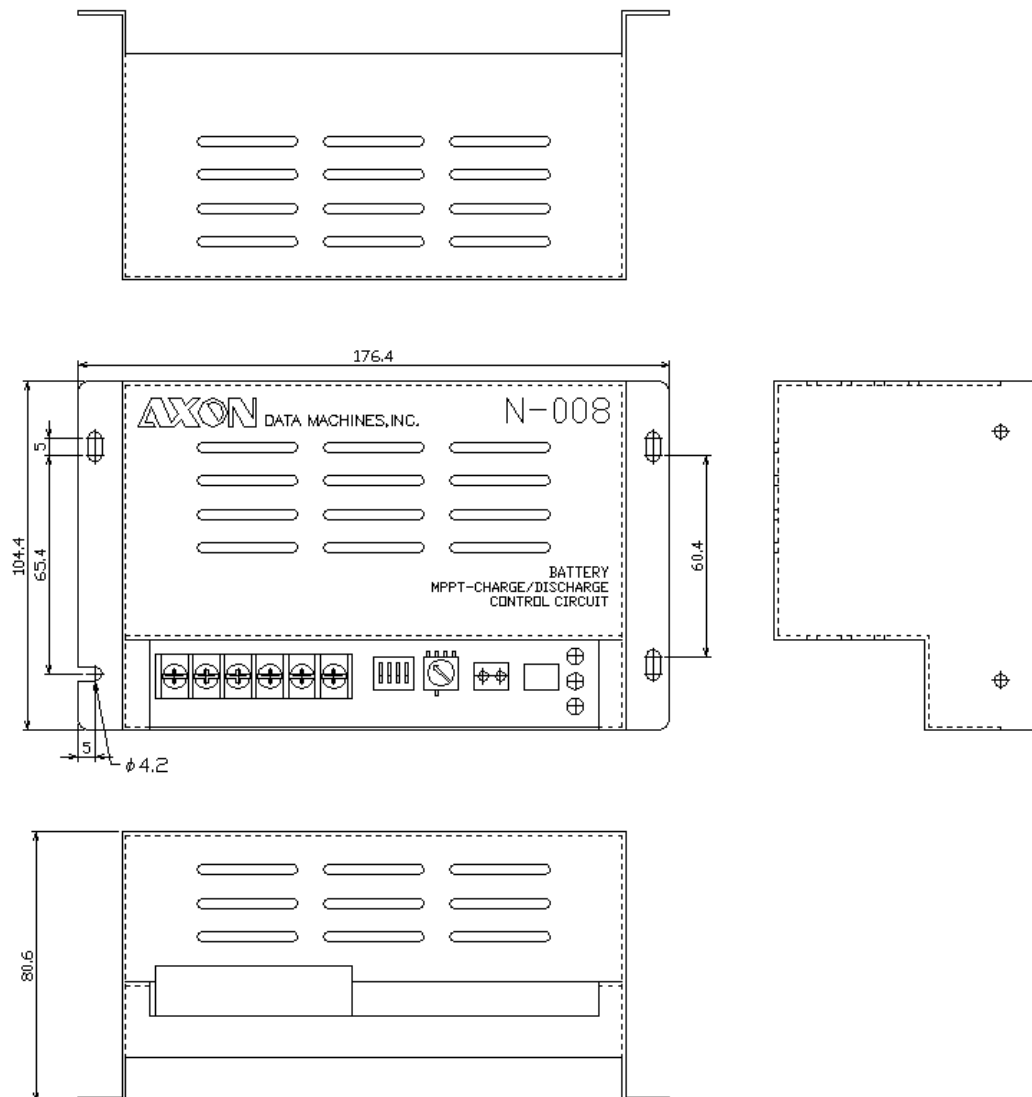 176.4
AXON DATA MACHINES,INC.
N-008
5
65.4
104.4
60.4
BATTERY
MPPT-CHARGE/DISCHARGE
CONTROL CIRCUIT
5
φ4.2
80.6